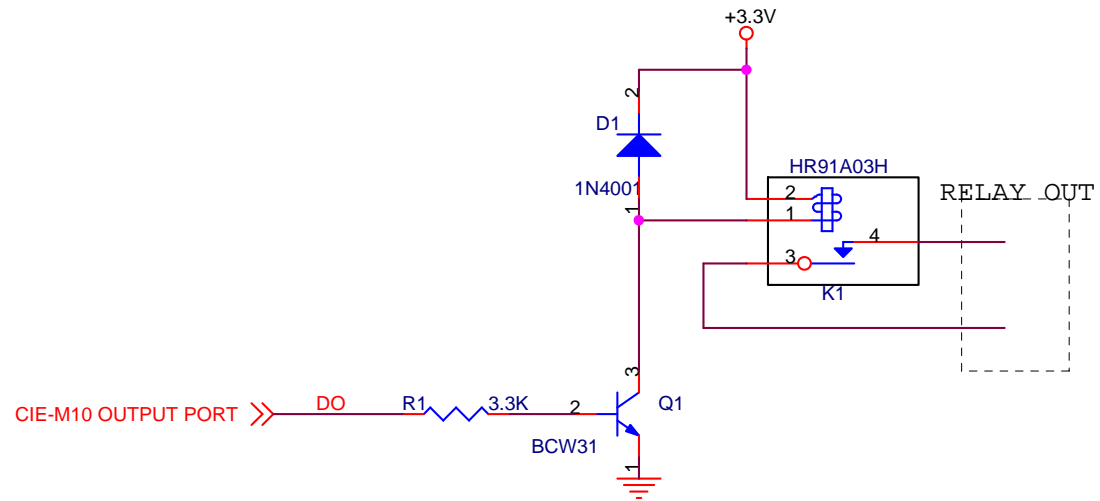 +3.3V
2
D1
HR91A03H
1N4001
2
RELAY OUT
1
1
4
3
K1
3
CIE-M10 OUTPUT PORT
DO
R1
3.3K
2
Q1
BCW31
1